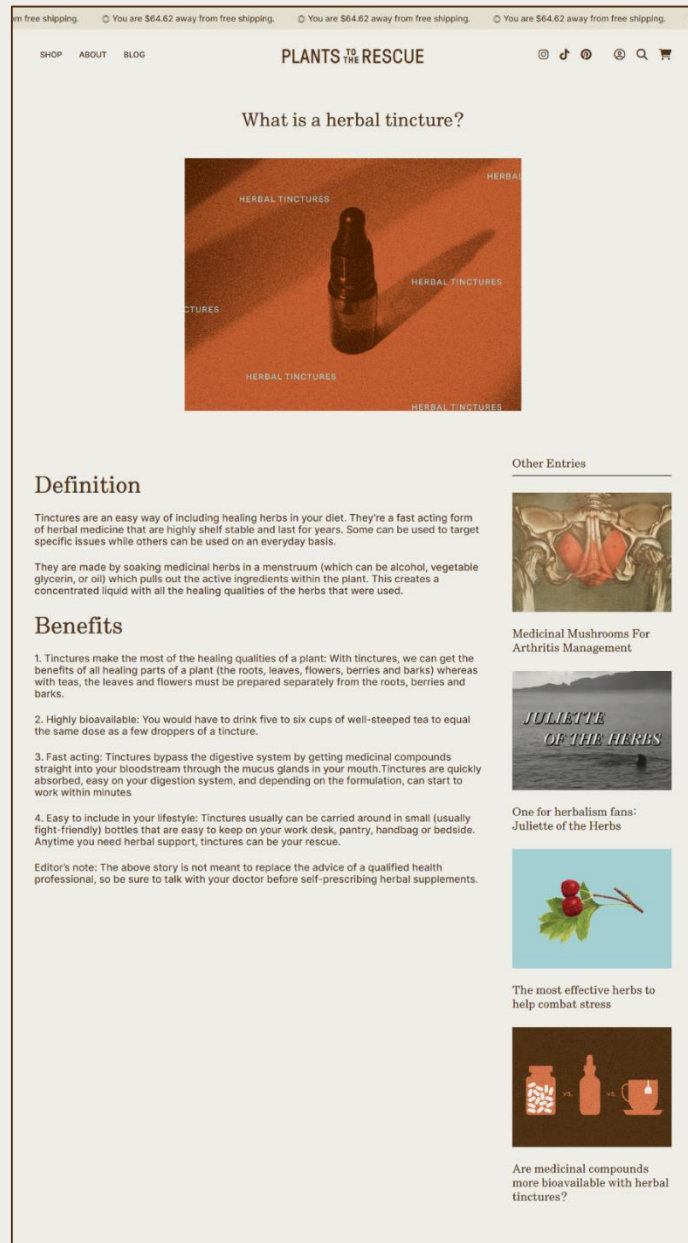 m free shipping. You are $64.62 away from free shipping. You are $64.62 away from free shipping. You are $64.62 away from free shipping.
SHOP ABOUT BLOG
PLANTS TO THE RESCUE
What is a herbal tincture?
HERBAL
HERBAL TINCTURES
HERBAL TINCTURES
CTURES
HERBAL TINCTURES
HERBAL TINCTURES
Definition
Tinctures are an easy way of including healing herbs in your diet. They're a fast acting form
of herbal medicine that are highly shelf stable and last for years. Some can be used to target
specific issues while others can be used on an everyday basis.
They are made by soaking medicinal herbs in a menstruum (which can be alcohol, vegetable
glycerin, or oil) which pulls out the active ingredients within the plant. This creates a
concentrated liquid with all the healing qualities of the herbs that were used.
Benefits
1. Tinctures make the most of the healing qualities of a plant: With tinctures, we can get the
benefits of all healing parts of a plant (the roots, leaves, flowers, berries and barks) whereas
with teas, the leaves and flowers must be prepared separately from the roots, berries and
barks.
2. Highly bioavailable: You would have to drink five to six cups of well-steeped tea to equal
the same dose as a few droppers of a tincture.
3. Fast acting: Tinctures bypass the digestive system by getting medicinal compounds
straight into your bloodstream through the mucus glands in your mouth.Tinctures are quickly
absorbed, easy on your digestion system, and depending on the formulation, can start to
work within minutes
4. Easy to include in your lifestyle: Tinctures usually can be carried around in small (usually
fight-friendly) bottles that are easy to keep on your work desk, pantry, handbag or bedside.
Anytime you need herbal support, tinctures can be your rescue.
Editor's note: The above story is not meant to replace the advice of a qualified health
professional, so be sure to talk with your doctor before self-prescribing herbal supplements.
Other Entries
Medicinal Mushrooms For
Arthritis Management
JULIETTE
OF THE HERBS
One for herbalism fans:
Juliette of the Herbs
The most effective herbs to
help combat stress
vs. vs.
Are medicinal compounds
more bioavailable with herbal
tinctures?